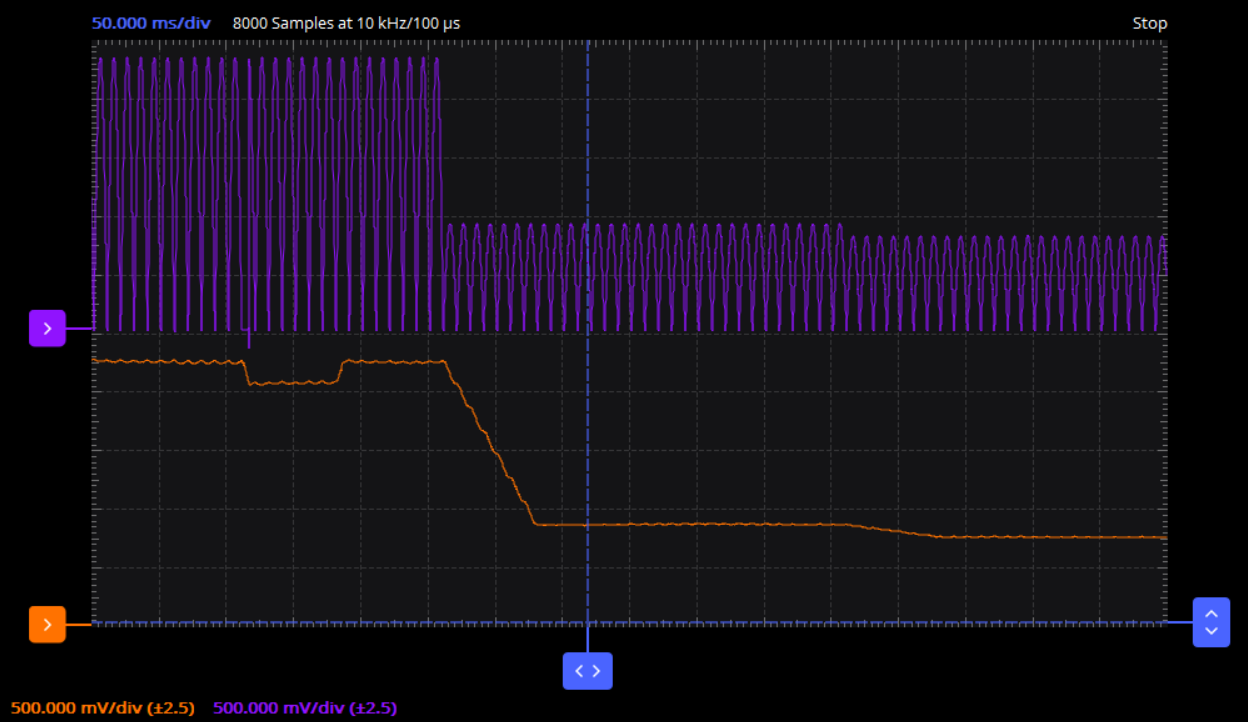 50.000 ms/div 8000 Samples at 10 kHz/100 µs Stop
500.000 mV/div (±2.5) 500.000 mV/div (±2.5)